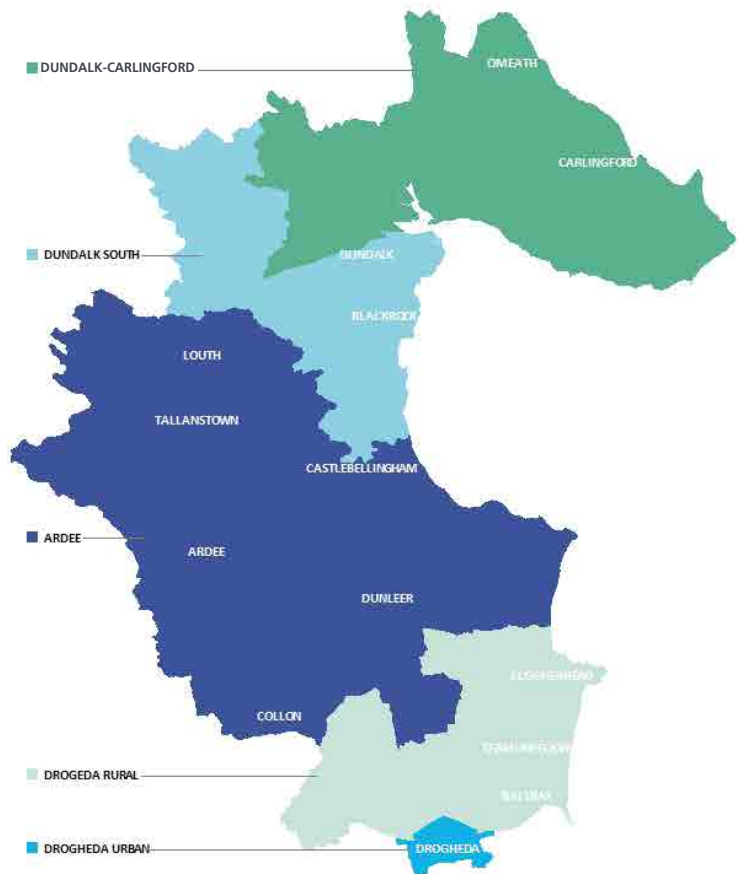 OMEATH
DUNDALK-CARLINGFORD
CARLINGFORD
DUNDALK SOUTH
DUNDALK
BLACKROCK
LOUTH
TALLANSTOWN
CASTLEBELLINGHAM
ARDEE
ARDEE
DUNLEER
CLOGHERHEAD
COLLON
DROGEDA RURAL
DROGHEDA URBAN
DROGHEDA